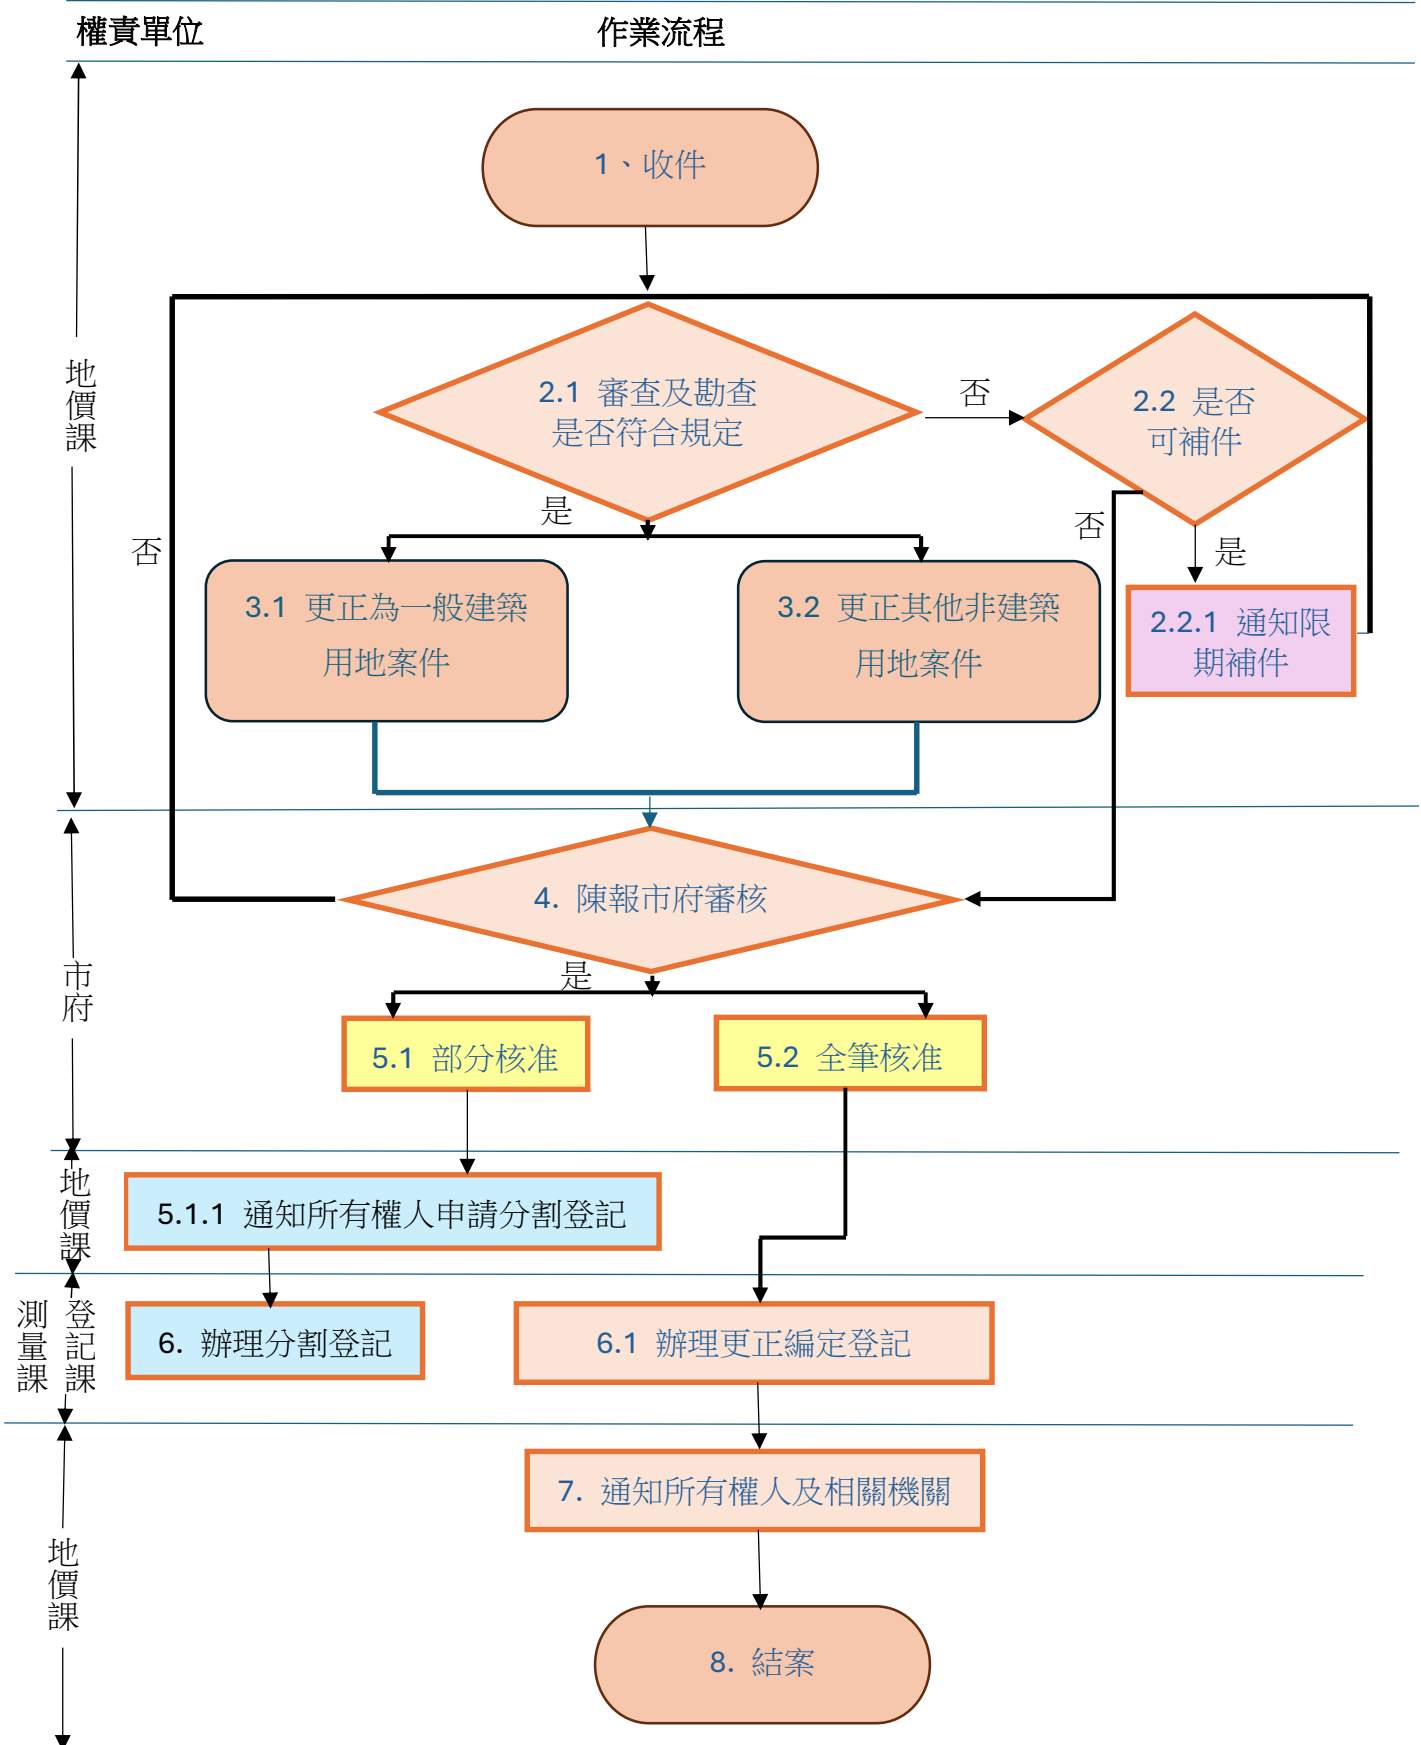 權責單位
作業流程
1、收件
地價課
2.1 審查及勘查
是否符合規定
否
2.2 是否
可補件
是
否
是
否
3.1 更正為一般建築
用地案件
3.2 更正其他非建築
用地案件
2.2.1 通知限
期補件
市府
4. 陳報市府審核
是
5.1 部分核准
5.2 全筆核准
地價課
5.1.1 通知所有權人申請分割登記
測量課
登記課
6. 辦理分割登記
6.1 辦理更正編定登記
地價課
7. 通知所有權人及相關機關
8. 結案